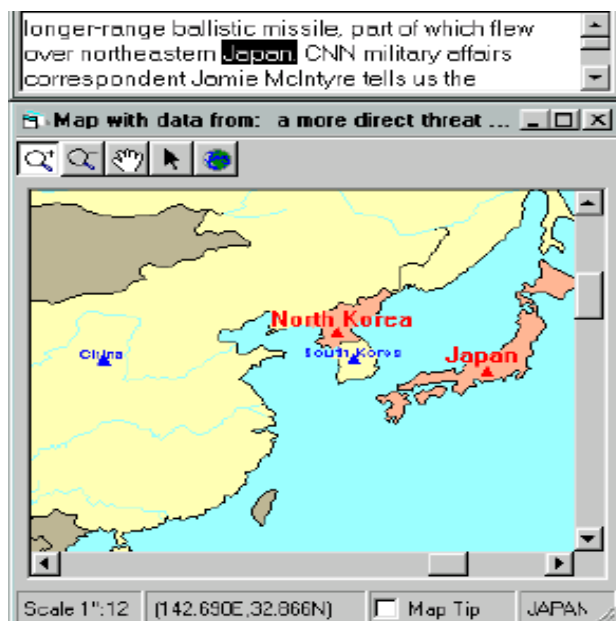 longer-range ballistic missile, part of which flew
over northeastern Japan. CNN military affairs
correspondent Jamie McIntyre tells us the
Map with data from: a more direct threat ...
North Korea
China
South Korea
Japan
Scale 1":12 (142.690E,32.866N) Map Tip JAPAN